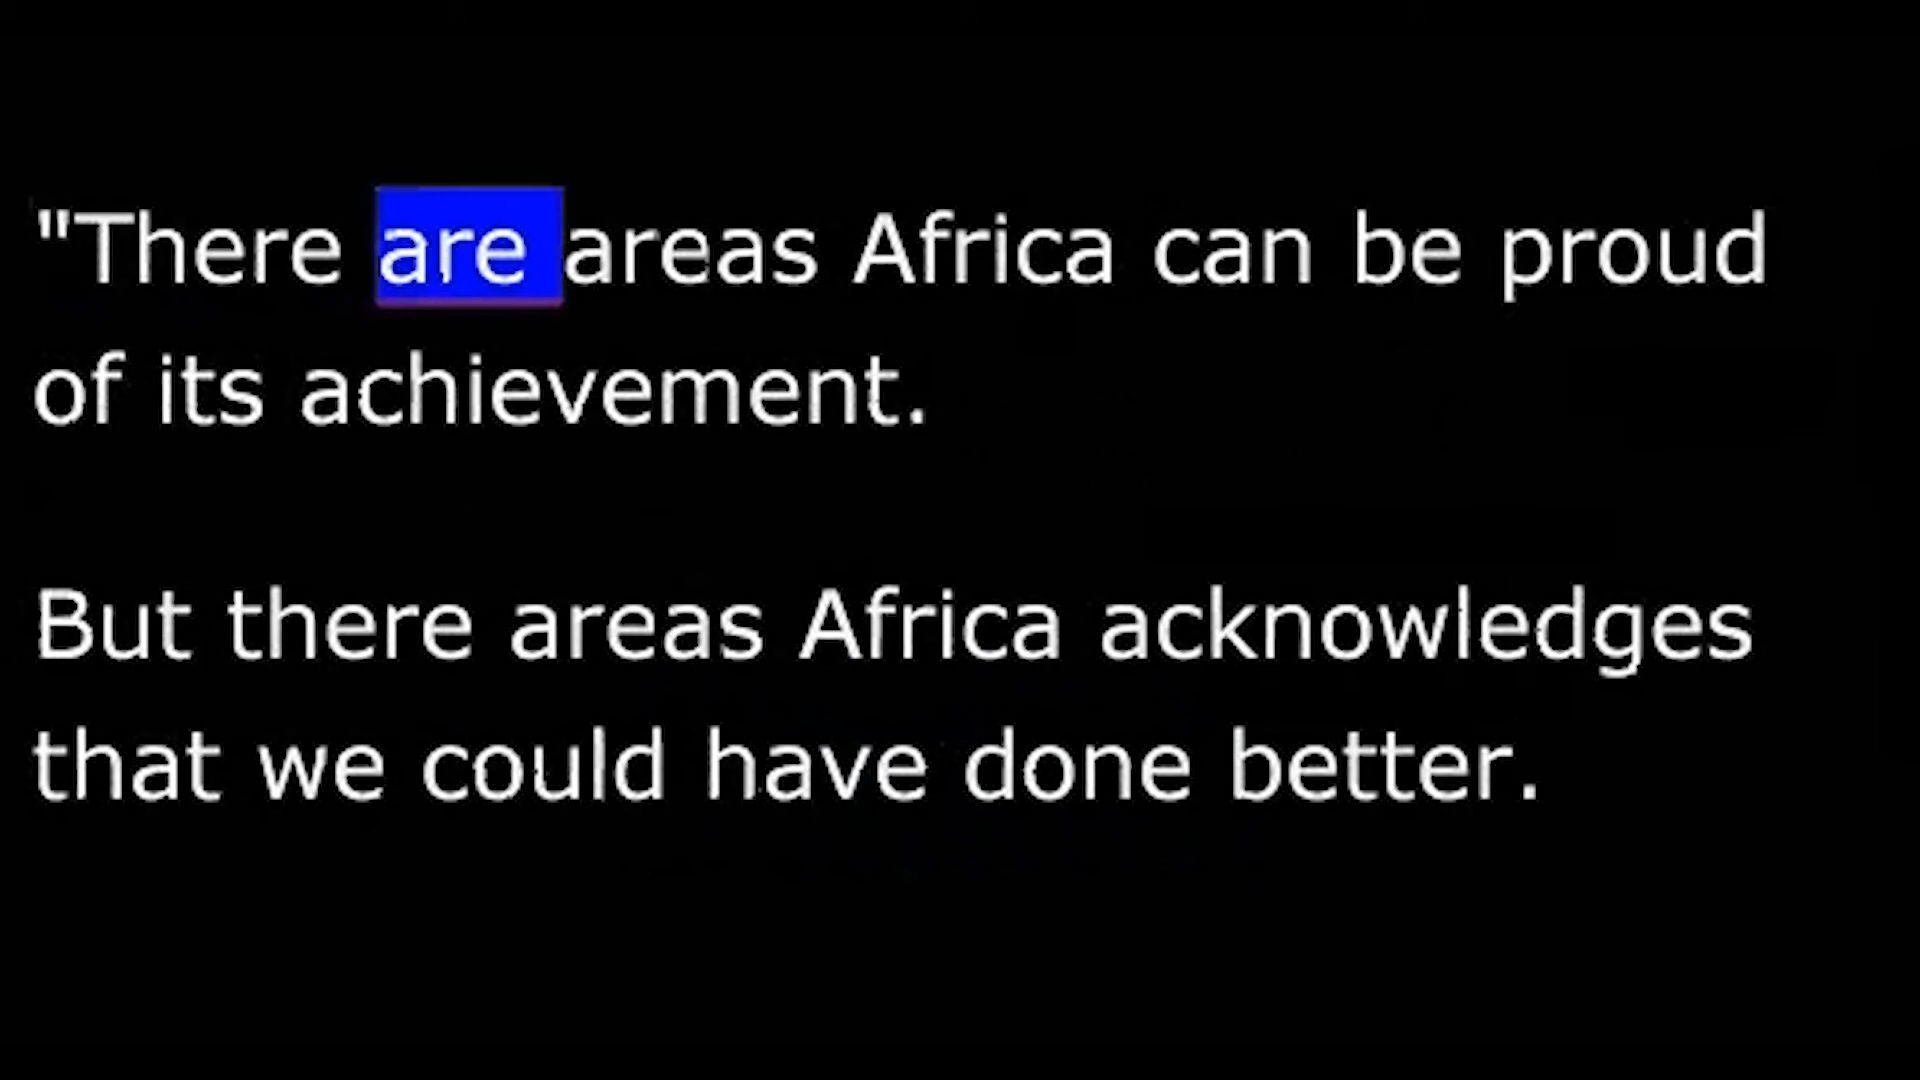 "There are areas Africa can be proud
of its achievement.
But there areas Africa acknowledges
that we could have done better.